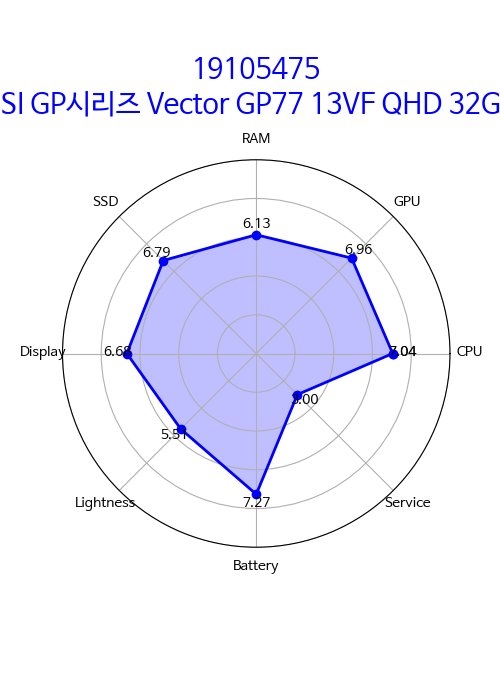 19105475
SI GP시리즈 Vector GP77 13VF QHD 32G
RAM
SSD
GPU
6.13
6.79
6.96
Display
6.68
7.04
CPU
5.51
3.00
Lightness
7.27
Service
Battery